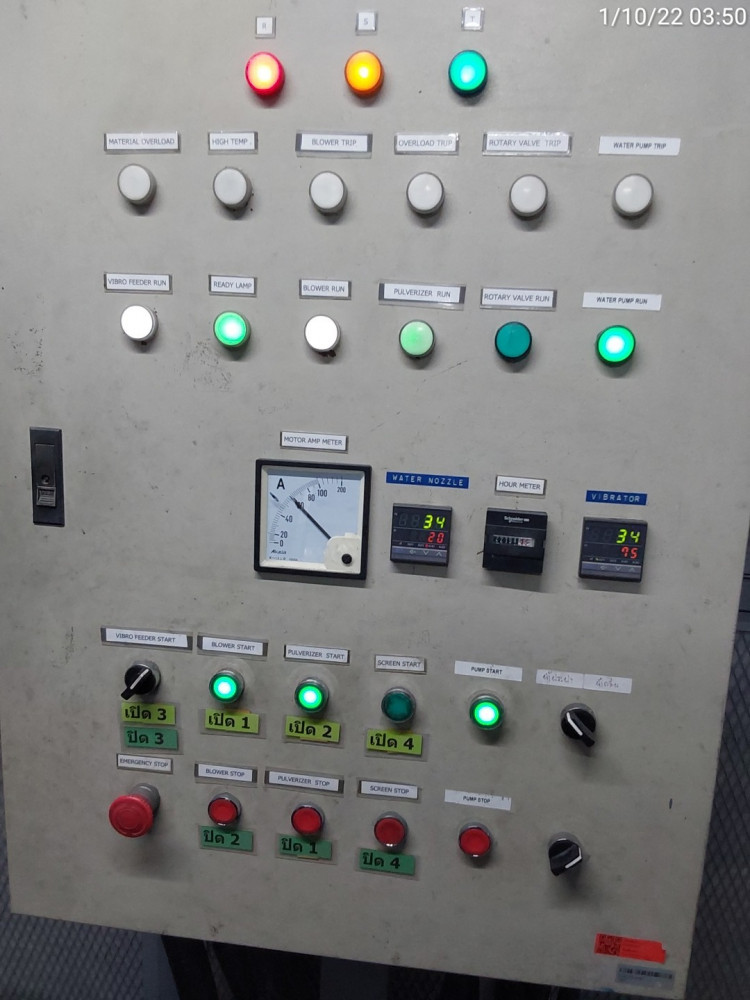 1/10/22 03:50
R
S
T
MATERIAL OVERLOAD
HIGH TEMP.
BLOWER TRIP
OVERLOAD TRIP
ROTARY VALVE TRIP
WATER PUMP TRIP
VIBRO FEEDER RUN
READY LAMP
BLOWER RUN
PULVERIZER RUN
ROTARY VALVE RUN
WATER PUMP RUN
MOTOR AMP METER
WATER NOZZLE
HOUR METER
VIBRATOR
A
0
20
40
80
100
200
34
20
Schneider
34
75
VIBRO FEEDER START
BLOWER START
PULVERIZER START
SCREEN START
PUMP START
เปิด 3
เปิด 1
เปิด 2
เปิด 4
ปิด 3
EMERGENCY STOP
BLOWER STOP
PULVERIZER STOP
SCREEN STOP
PUMP STOP
ปิด 2
ปิด 1
ปิด 4